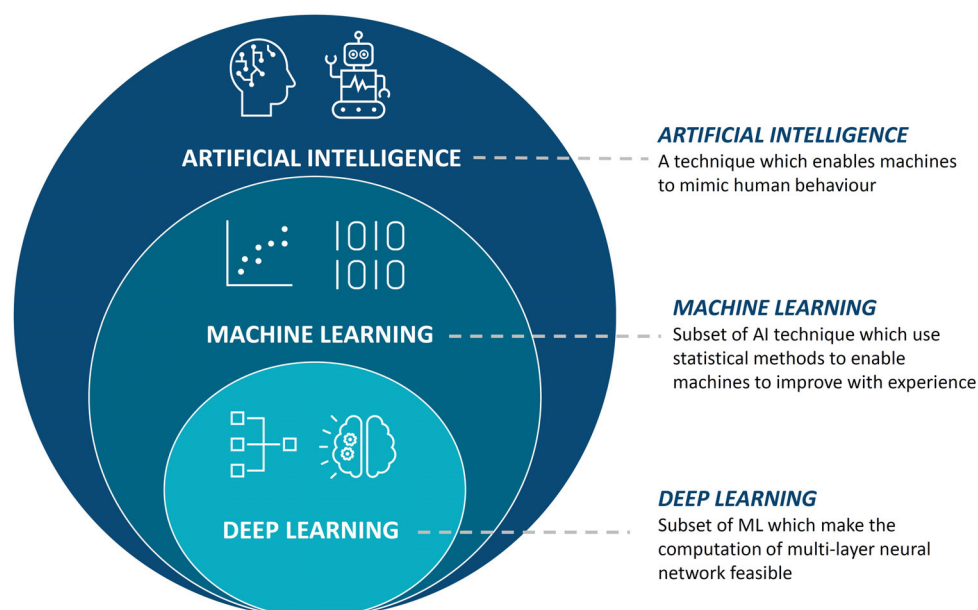 ARTIFICIAL INTELLIGENCE
ARTIFICIAL INTELLIGENCE
A technique which enables machines
to mimic human behaviour
1010
1010
MACHINE LEARNING
MACHINE LEARNING
Subset of AI technique which use
statistical methods to enable
machines to improve with experience
DEEP LEARNING
DEEP LEARNING
Subset of ML which make the
computation of multi-layer neural
network feasible